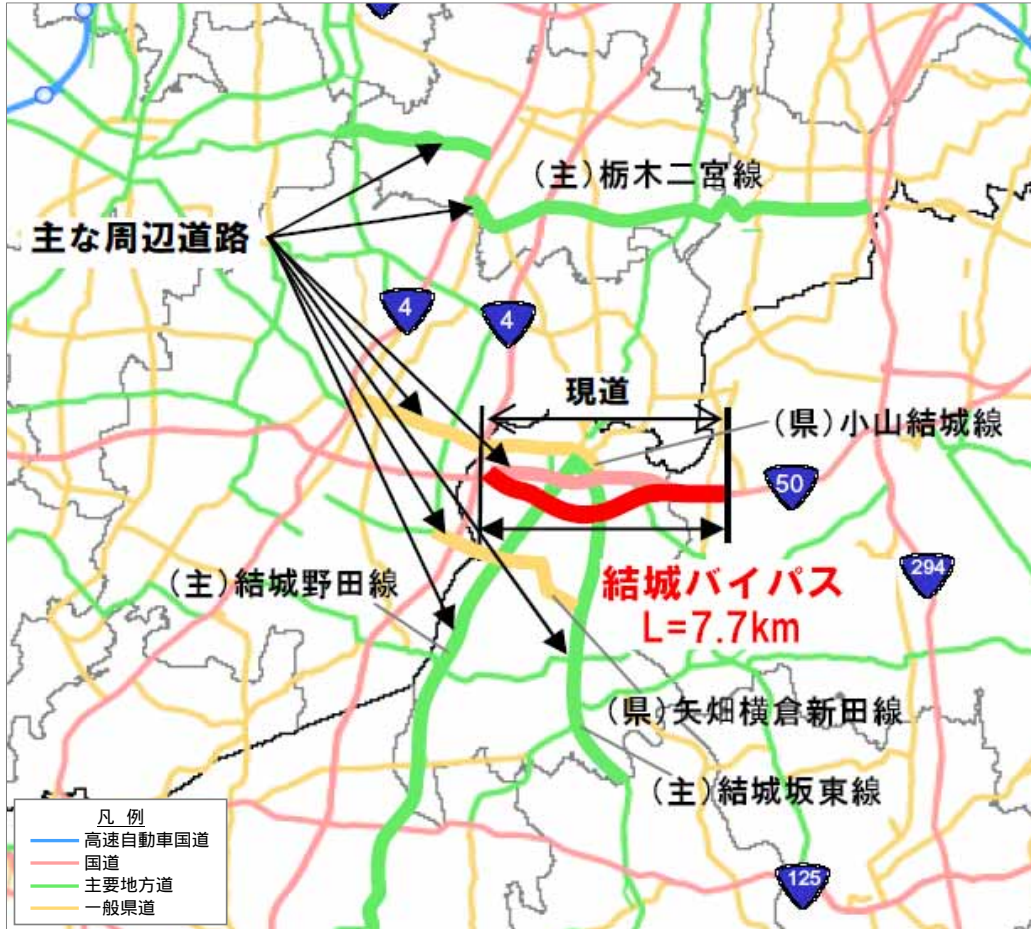 (主)栃木二宮線
主な周辺道路
4
4
現道
(県)小山結城線
50
(主)結城野田線
結城バイパス
L=7.7km
294
(県)矢畑横倉新田線
(主)結城坂東線
凡 例
高速自動車国道
国道
主要地方道
一般県道
125